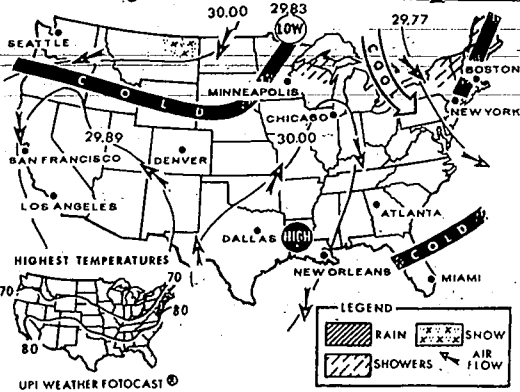 30.00
29.83
LOW
29.77
SEATTLE
COLD
COOL
BOSTON
MINNEAPOLIS
NEW YORK
CHICAGO
29.89
30.00
SAN FRANCISCO
DENVER
LOS ANGELES
ATLANTA
DALLAS
HIGH
COLD
HIGHEST TEMPERATURES
NEW ORLEANS
MIAMI
70
70
80
80
LEGEND
RAIN
SNOW
SHOWERS
AIR
FLOW
UPI WEATHER FOTOCAST ®